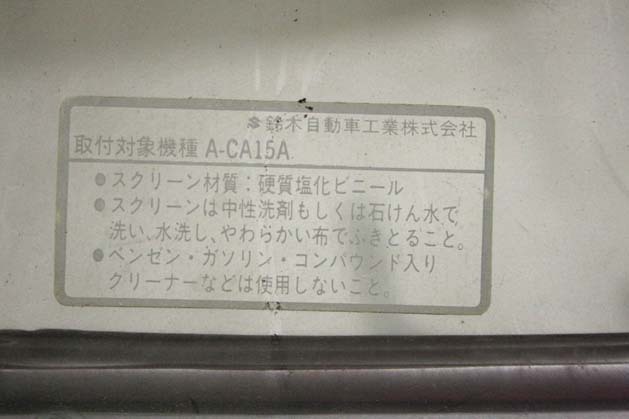 鈴木自動車工業株式会社
取付対象機種 A-CA15A
●スクリーン材質：硬質塩化ビニール
●スクリーンは中性洗剤もしくは石けん水で
洗い、水洗し、やわらかい布でふきとること。
●ベンゼン・ガソリン・コンパウンド入り
クリーナーなどは使用しないこと。